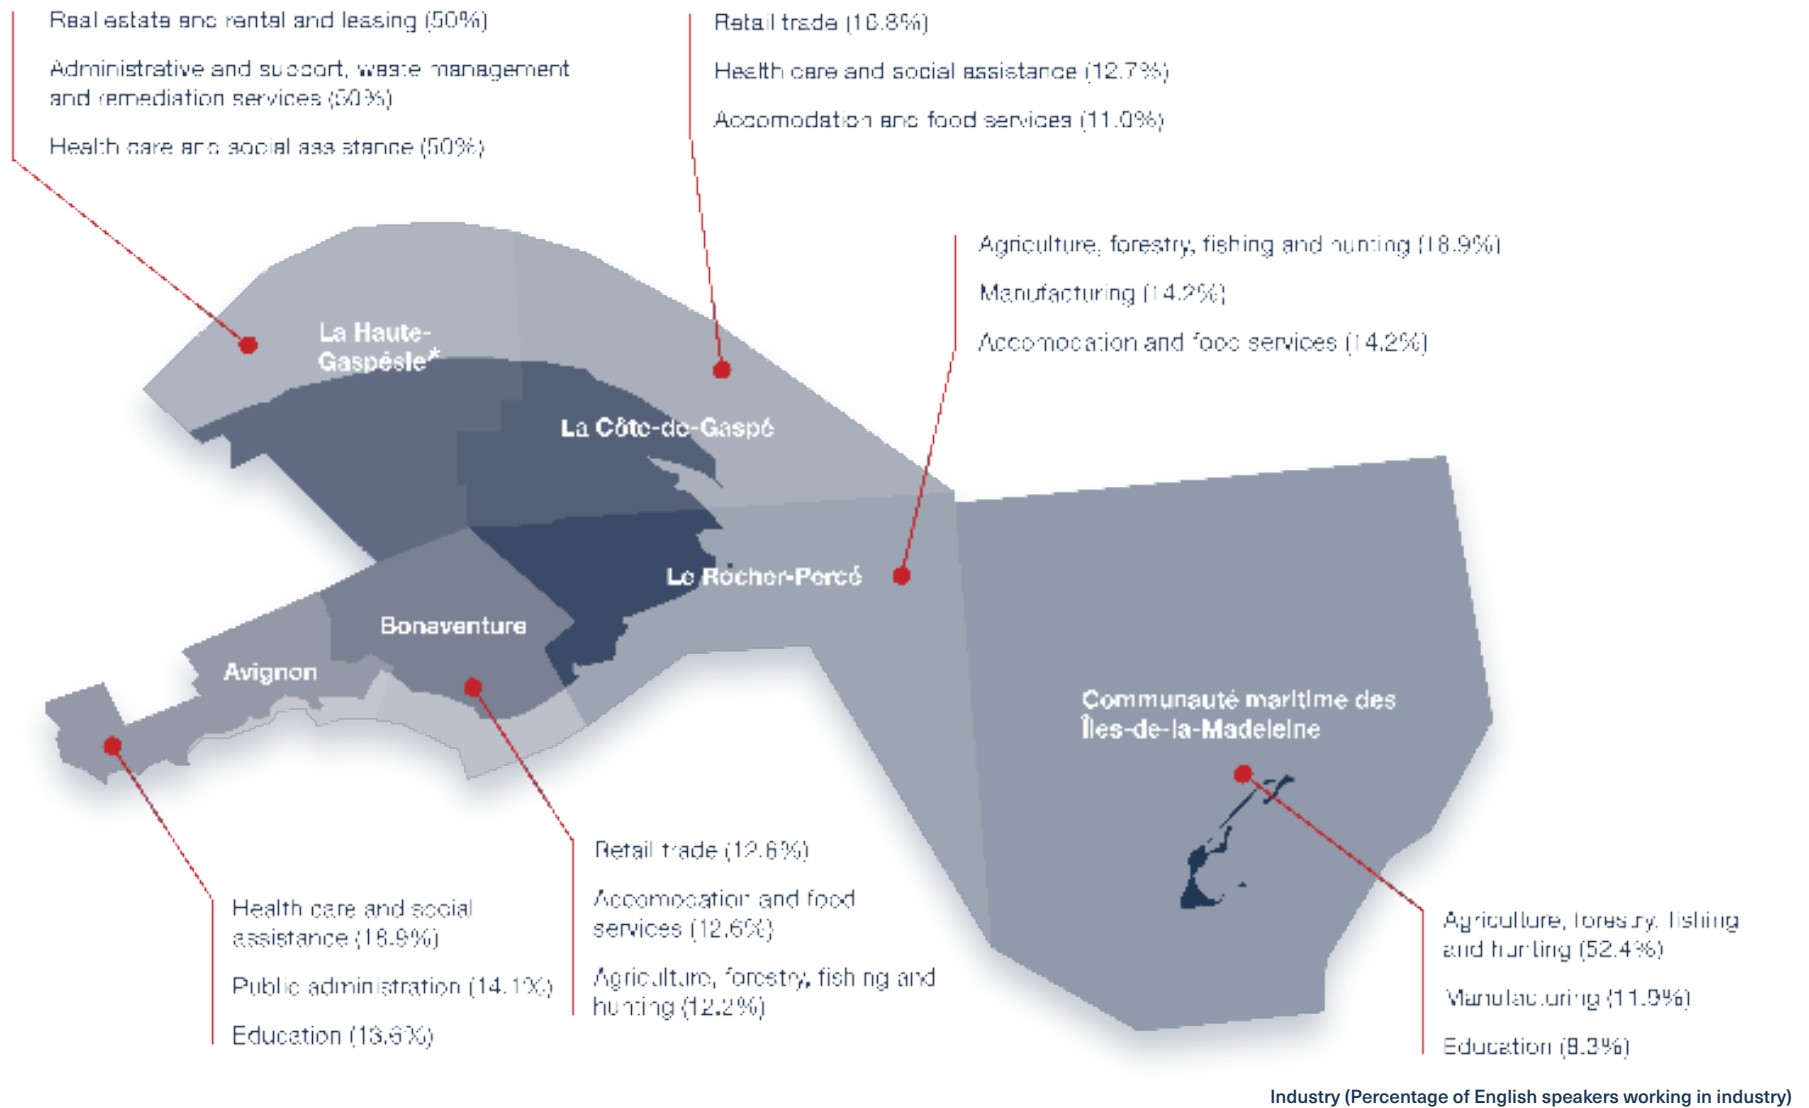 Real estate and rental and leasing (50%)
Administrative and support, waste management
and remediation services (50%)
Health care and social assistance (50%)
Retail trade (16.8%)
Health care and social assistance (12.7%)
Accomodation and food services (11.0%)
Agriculture, forestry, fishing and hunting (18.9%)
Manufacturing (14.2%)
Accomodation and food services (14.2%)
La Haute-
Gaspésie*
La Côte-de-Gaspé
Le Rocher-Percé
Bonaventure
Avignon
Communauté maritime des
Îles-de-la-Madeleine
Retail trade (12.6%)
Accomodation and food
services (12.6%)
Agriculture, forestry, fishing and
hunting (12.2%)
Health care and social
assistance (18.9%)
Public administration (14.1%)
Education (13.6%)
Agriculture, forestry, fishing
and hunting (52.4%)
Manufacturing
Education
Industry (Percentage of English speakers working in industry)